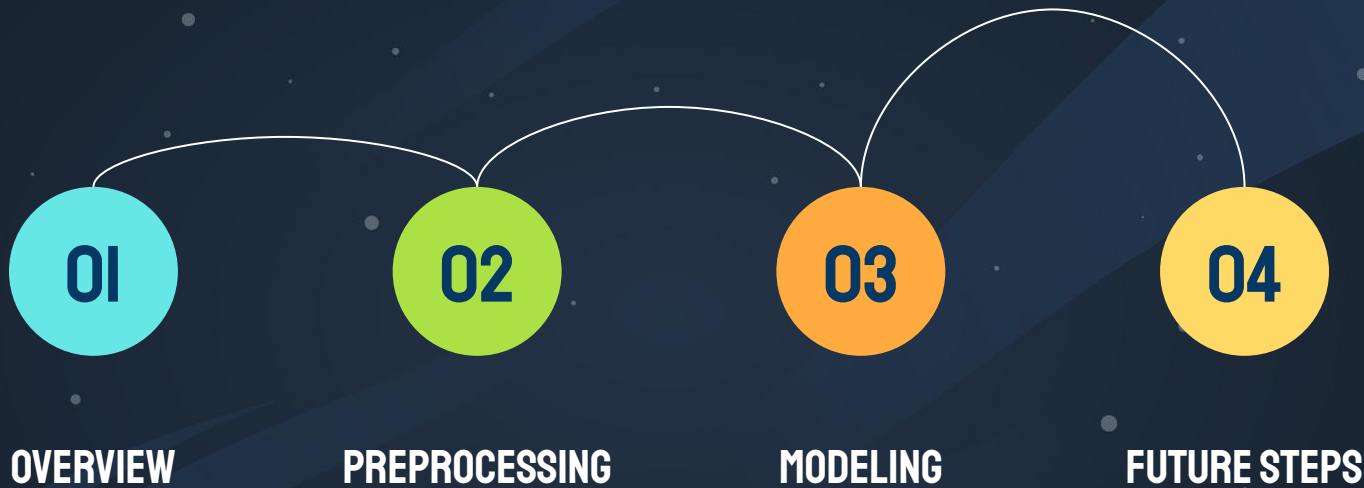 01
02
03
04
OVERVIEW
PREPROCESSING
MODELING
FUTURE STEPS